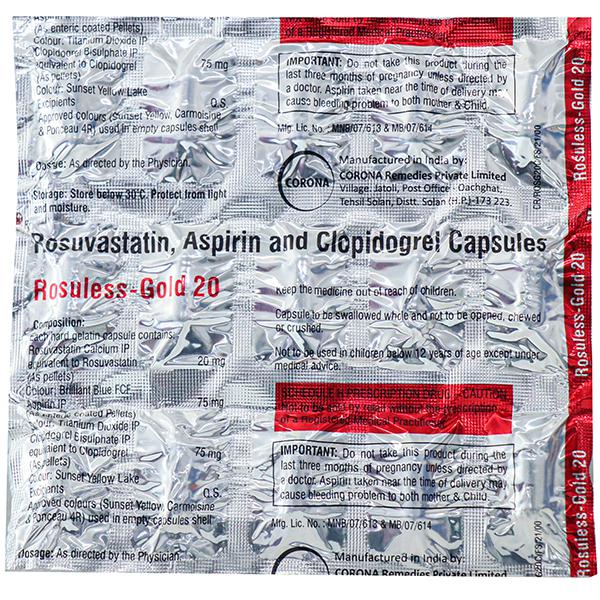 (As enteric coated Pellets)
Colour: Titanium Dioxide IP
Clopidogrel Bisulphate IP
equivalent to Clopidogrel 75 mg
(As pellets)
Colour: Sunset Yellow Lake
Excipients Q.S.
Approved colours (Sunset Yellow, Carmoisine
& Ponceau 4R) used in empty capsules shell
Dosage: As directed by the Physician.
Storage: Store below 30°C. Protect from light
and moisture.
to be sold by retail without the prescription
of a Registered Medical Practitioner.
IMPORTANT: Do not take this product during the
last three months of pregnancy unless directed by
a doctor. Aspirin taken near the time of delivery may
cause bleeding problem to both mother & Child.
Mfg. Lic. No.: MNB/07/613 & MB/07/614
CORONA
Manufactured in India by:
CORONA Remedies Private Limited
Village. Jatoli, Post Office - Oachghat,
Tehsil Solan, Distt. Solan (H.P.)-173 223.
Rosuvastatin, Aspirin and Clopidogrel Capsules
Rosuless-Gold 20
Composition:
Each hard gelatin capsule contains:
Rosuvastatin Calcium IP
equivalent to Rosuvastatin 20 mg
(As pellets)
Colour: Brilliant Blue FCF
Aspirin IP 75 mg
(As enteric coated Pellets)
Colour: Titanium Dioxide IP
Clopidogrel Bisulphate IP
equivalent to Clopidogrel 75 mg
(As pellets)
Colour: Sunset Yellow Lake
Excipients Q.S.
Approved colours (Sunset Yellow, Carmoisine
& Ponceau 4R) used in empty capsules shell
Dosage: As directed by the Physician.
Keep the medicine out of reach of children.
Capsule to be swallowed whole and not to be opened, chewed
or crushed.
Not to be used in children below 12 years of age except under
medical advice.
SCHEDULE H PRESCRIPTION DRUG - CAUTION
Not to be sold by retail without the prescription
of a Registered Medical Practitioner.
IMPORTANT: Do not take this product during the
last three months of pregnancy unless directed by
a doctor. Aspirin taken near the time of delivery may
cause bleeding problem to both mother & Child.
Mfg. Lic. No.: MNB/07/613 & MB/07/614
Manufactured in India by:
CORONA Remedies Private Limited
Rosuless-Gold 20
Rosuless-Gold 20
Rosuless-Gold 20